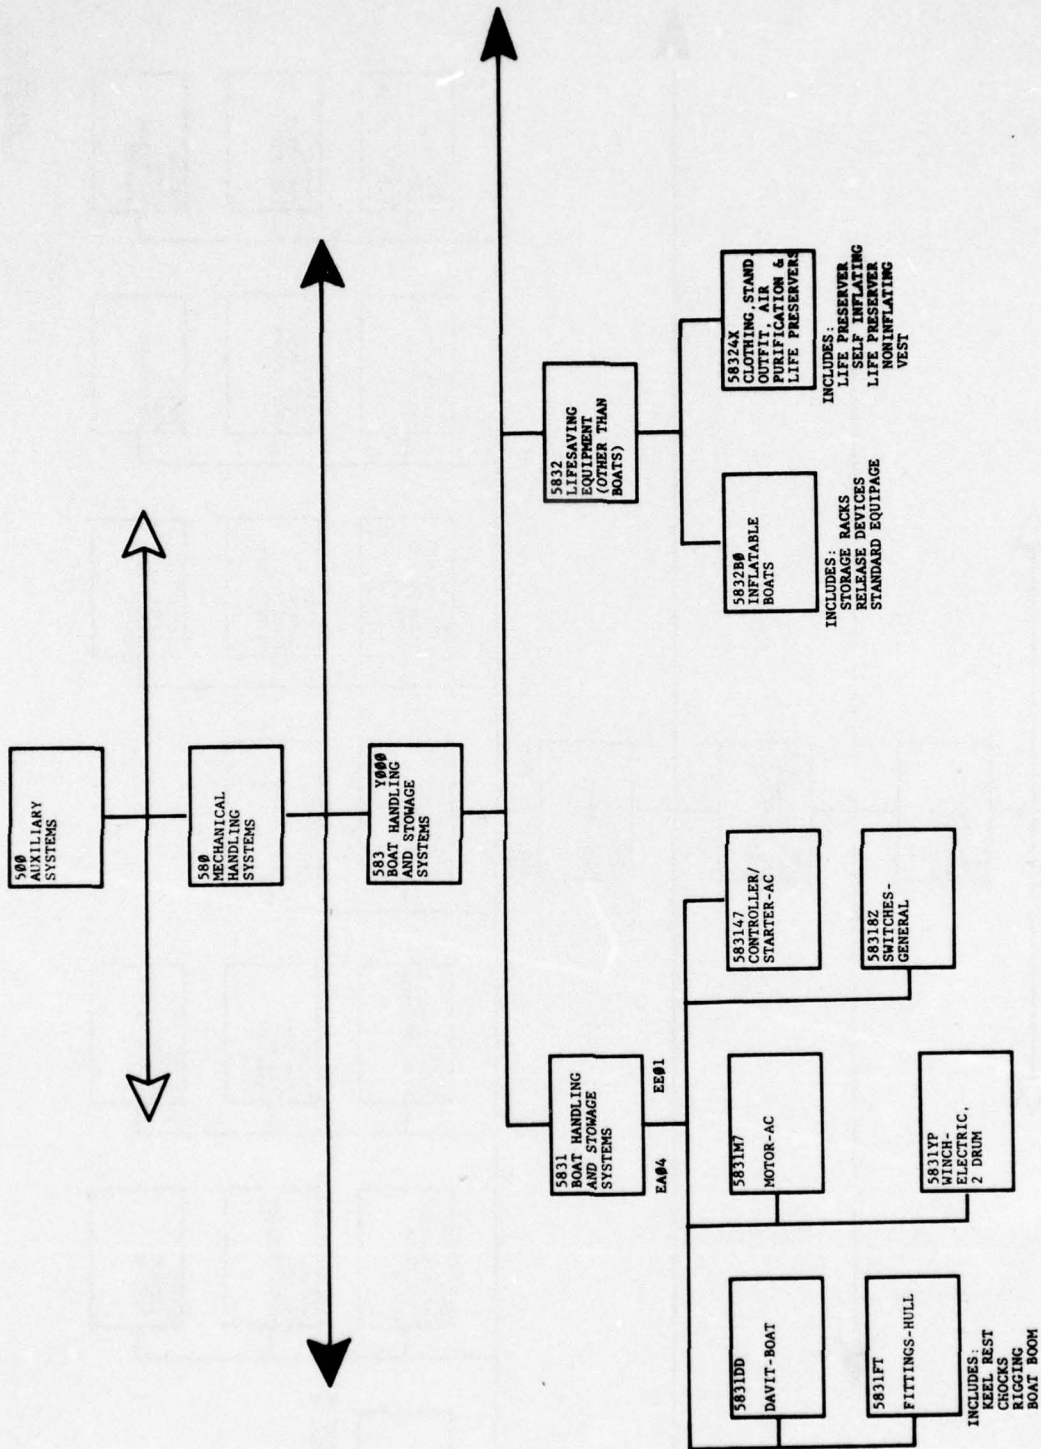 500
AUXILIARY
SYSTEMS
580
MECHANICAL
HANDLING
SYSTEMS
583 Y000
BOAT HANDLING
AND STOWAGE
SYSTEMS
5831
BOAT HANDLING
AND STOWAGE
SYSTEMS
EA04
EE01
5831DD
DAVIT-BOAT
5831FT
FITTINGS-HULL
INCLUDES:
KEEL REST
CHOCKS
RIGGING
BOAT BOOM
5831M7
MOTOR-AC
5831YP
WINCH-
ELECTRIC,
2 DRUM
583147
CONTROLLER/
STARTER-AC
58318Z
SWITCHES-
GENERAL
5832
LIFESAVING
EQUIPMENT
(OTHER THAN
BOATS)
5832B0
INFLATABLE
BOATS
INCLUDES:
STORAGE RACKS
RELEASE DEVICES
STANDARD EQUIPAGE
58324X
CLOTHING,STAND.
OUTFIT, AIR
PURIFICATION &
LIFE PRESERVERS
INCLUDES:
LIFE PRESERVER
SELF INFLATING
LIFE PRESERVER
NONINFLATING
VEST